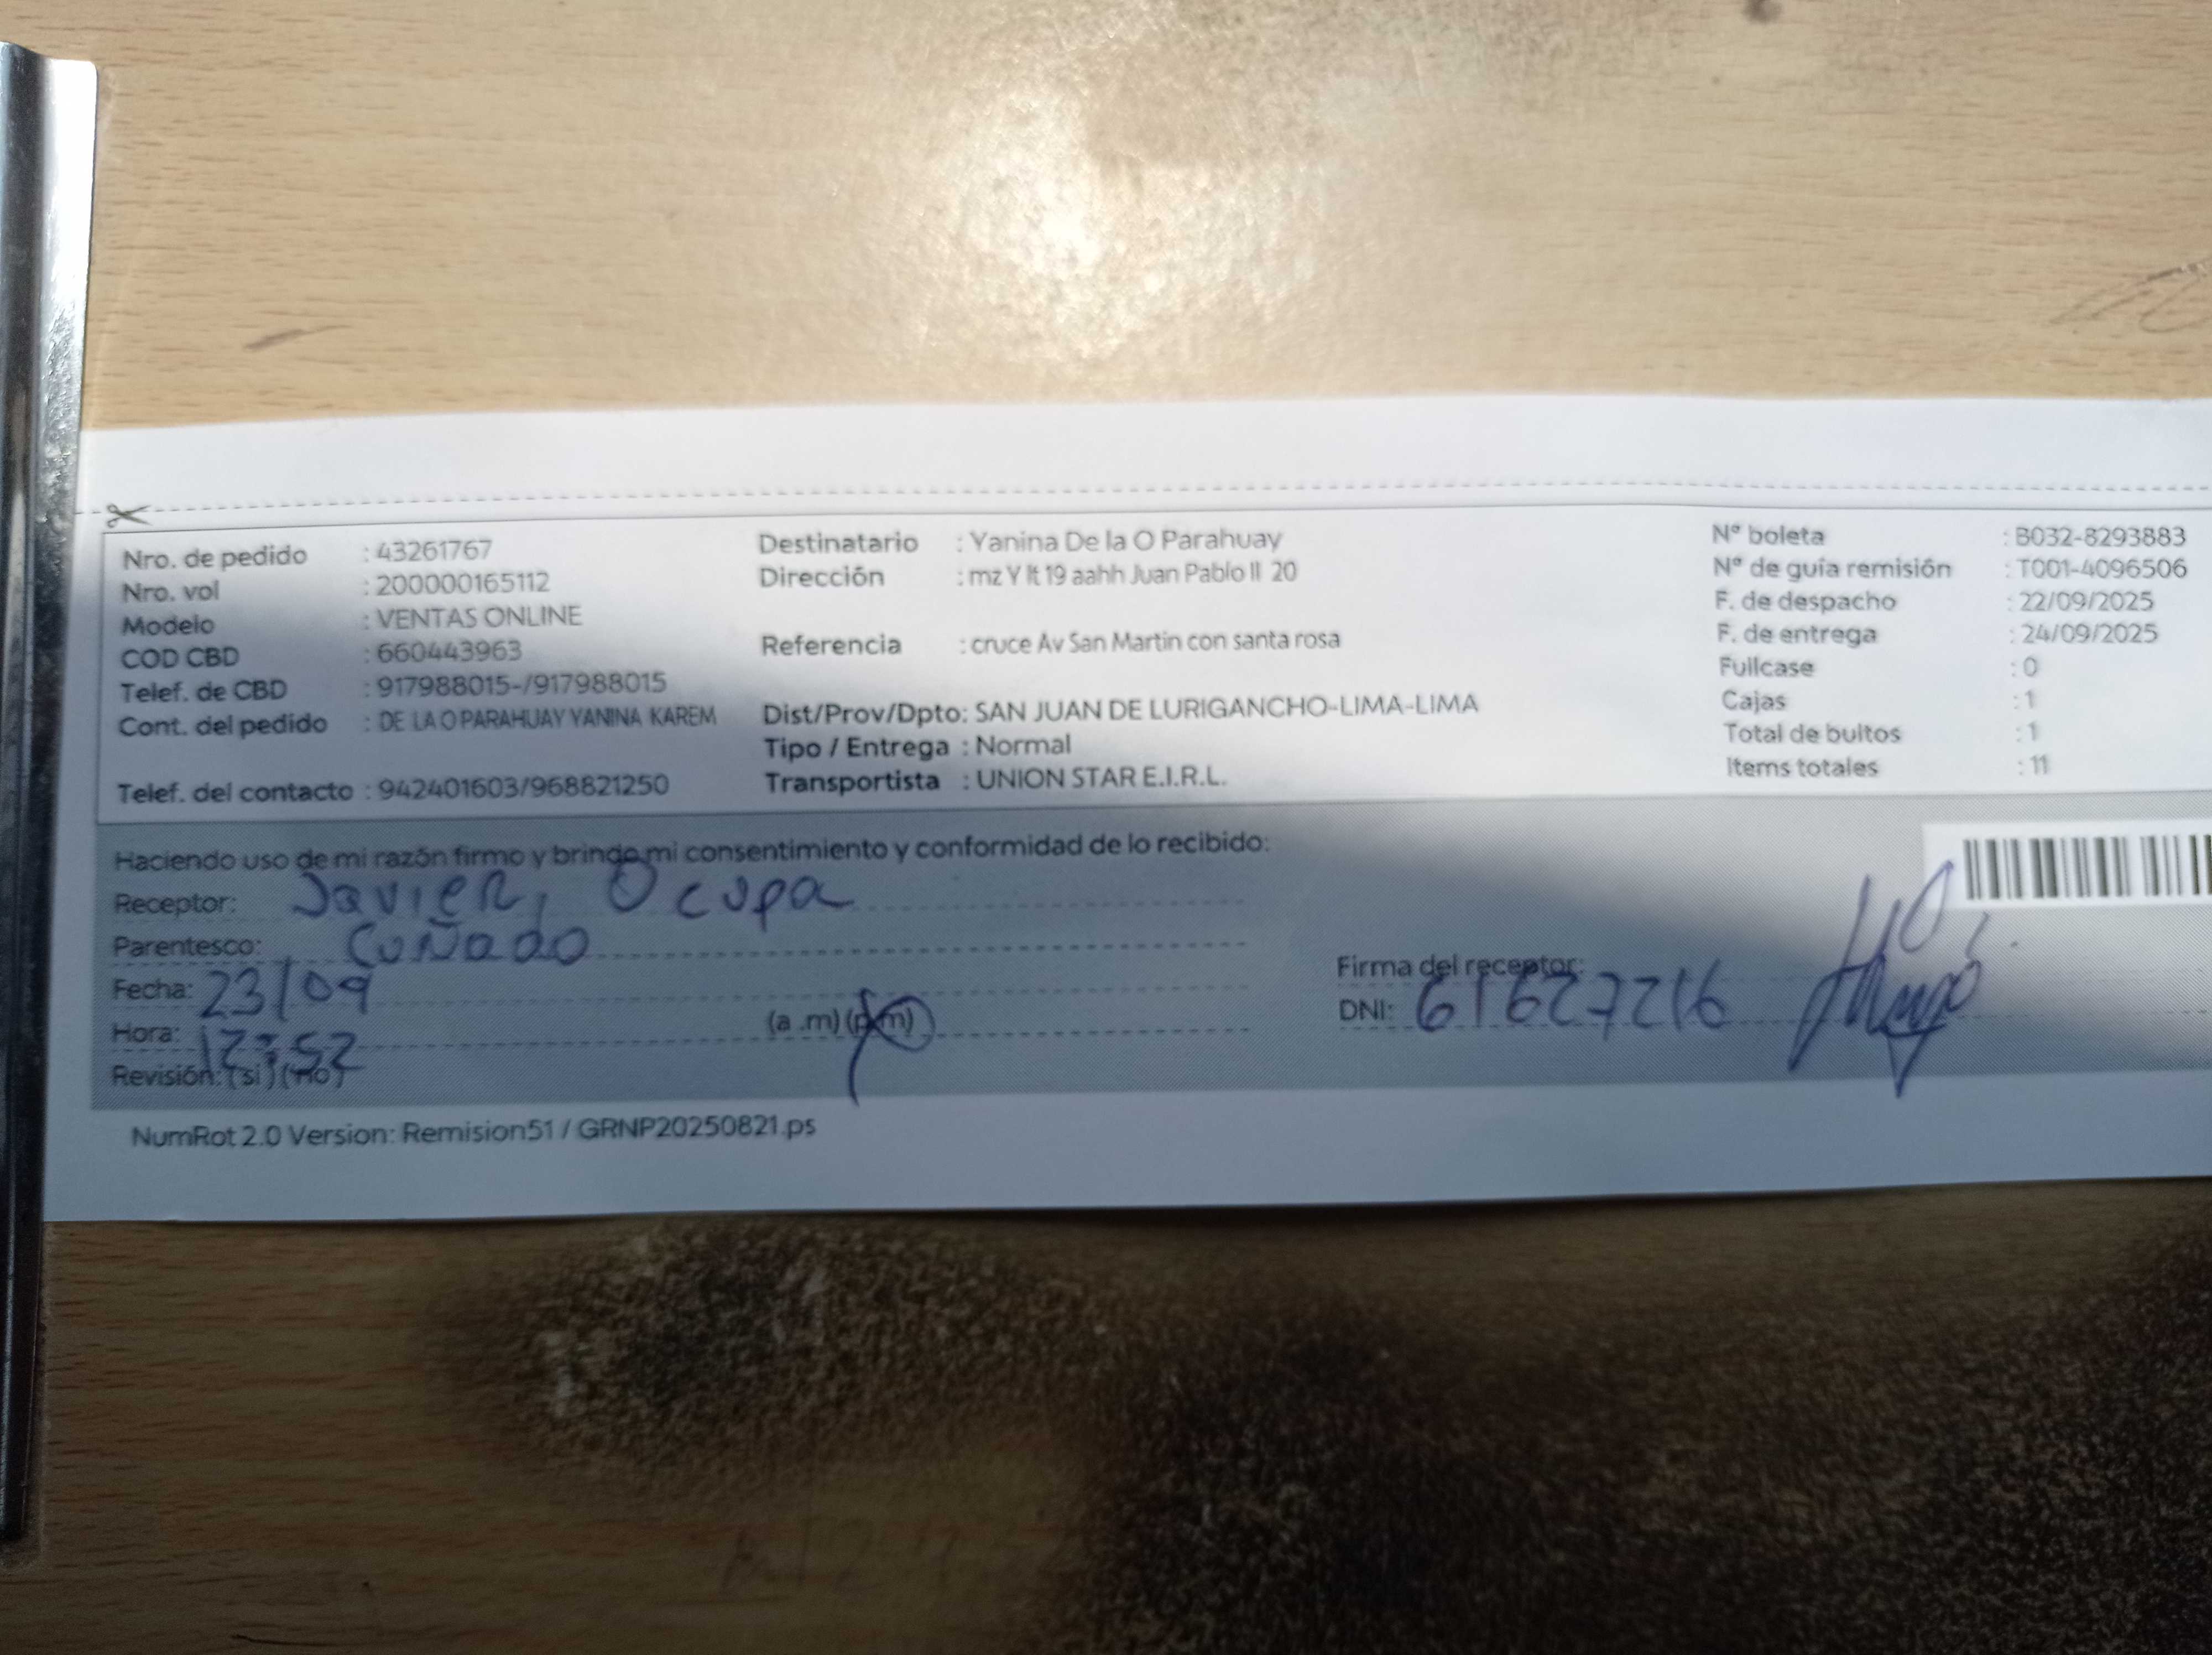 Nro. de pedido : 43261767
Nro. vol : 200000165112
Modelo : VENTAS ONLINE
COD CBD : 660443963
Telef. de CBD : 917988015-/917988015
Cont. del pedido : DE LA O PARAHUAY YANINA KAREM
Telef. del contacto : 942401603/968821250
Destinatario : Yanina De la O Parahuay
Dirección : mz Y lt 19 aahh Juan Pablo II 20
Referencia : cruce Av San Martin con santa rosa
Dist/Prov/Dpto: SAN JUAN DE LURIGANCHO-LIMA-LIMA
Tipo / Entrega : Normal
Transportista : UNION STAR E.I.R.L.
N° boleta : B032-8293883
N° de guía remisión : T001-4096506
F. de despacho : 22/09/2025
F. de entrega : 24/09/2025
Fullcase : 0
Cajas : 1
Total de bultos : 1
Items totales : 11
Haciendo uso de mi razón firmo y brindo mi consentimiento y conformidad de lo recibido:
Receptor: Javier, Ocupa
Parentesco: Cuñado
Fecha: 23/09
Hora: 12:52 (a .m) (p.m)
Revisión: (si) (no)
Firma del receptor:
DNI: 61627216
NumRot 2.0 Version: Remision51 / GRNP20250821.ps